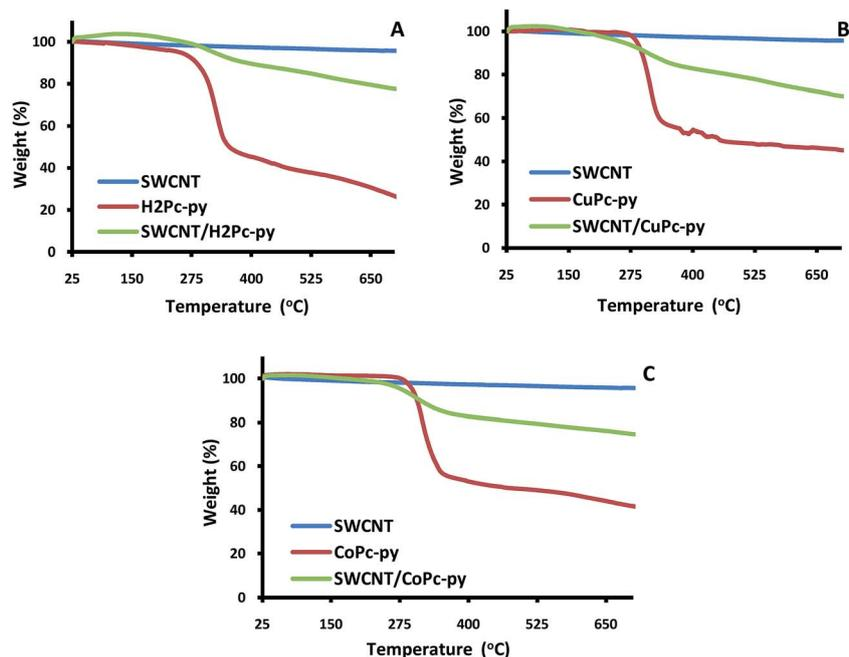 A
100
80
60
40
20
0
Weight (%)
SWCNT
H2Pc-py
SWCNT/H2Pc-py
25 150 275 400 525 650
Temperature (°C)
B
100
80
60
40
20
0
Weight (%)
SWCNT
CuPc-py
SWCNT/CuPc-py
25 150 275 400 525 650
Temperature (°C)
C
100
80
60
40
20
0
Weight (%)
SWCNT
CoPc-py
SWCNT/CoPc-py
25 150 275 400 525 650
Temperature (°C)